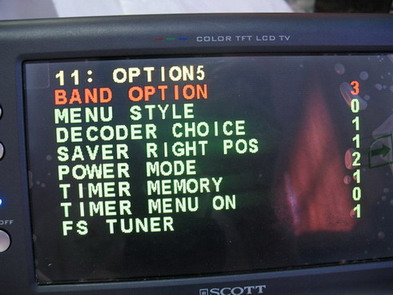 COLOR TFT LCD TV
11: OPTION5
BAND OPTION 3
MENU STYLE 0
DECODER CHOICE 1
SAVER RIGHT POS 1
POWER MODE 2
TIMER MEMORY 1
TIMER MENU ON 0
FS TUNER 1
OFF
SCOTT